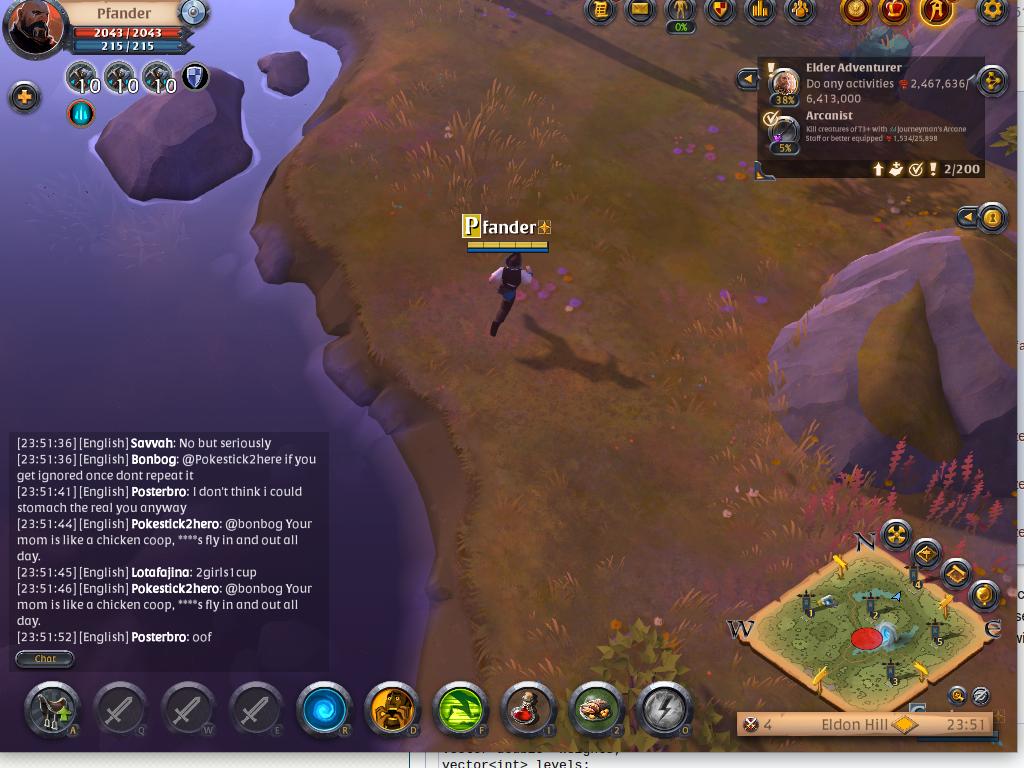 Pfander
2043 / 2043
215 / 215
10 10 10
0%
Elder Adventurer
Do any activities 2,467,636/
6,413,000
38%
Arcanist
Kill creatures of T3+ with Journeyman's Arcane
Staff or better equipped 1,534/25,898
5%
2/200
Pfander
[23:51:36] [English] Savvah: No but seriously
[23:51:36] [English] Bonbog: @Pokestick2here if you
get ignored once dont repeat it
[23:51:41] [English] Posterbro: I don't think i could
stomach the real you anyway
[23:51:44] [English] Pokestick2hero: @bonbog Your
mom is like a chicken coop, ****s fly in and out all
day.
[23:51:45] [English] Lotafajina: 2girls1cup
[23:51:46] [English] Pokestick2hero: @bonbog Your
mom is like a chicken coop, ****s fly in and out all
day.
[23:51:52] [English] Posterbro: oof
Chat
N
W
E
4
1
2
5
3
A Q W E R D F 1 2 O
4 Eldon Hill 23:51
vector<int> levels;